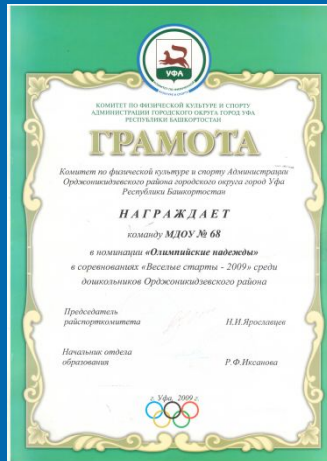 УФА
КОМИТЕТ ПО ФИЗИЧЕСКОЙ КУЛЬТУРЕ И СПОРТУ
АДМИНИСТРАЦИИ ГОРОДСКОГО ОКРУГА ГОРОД УФА
РЕСПУБЛИКИ БАШКОРТОСТАН
ГРАМОТА
Комитет по физической культуре и спорту Администрации
Орджоникидзевского района городского округа город Уфа
Республики Башкортостан
НАГРАЖДАЕТ
команду МДОУ № 68
в номинации «Олимпийские надежды»
в соревнованиях «Веселые старты - 2009» среди
дошкольников Орджоникидзевского района
Председатель
райспорткомитета Н.И.Ярославцев
Начальник отдела
образования Р.Ф.Иксанова
г. Уфа, 2009 г.